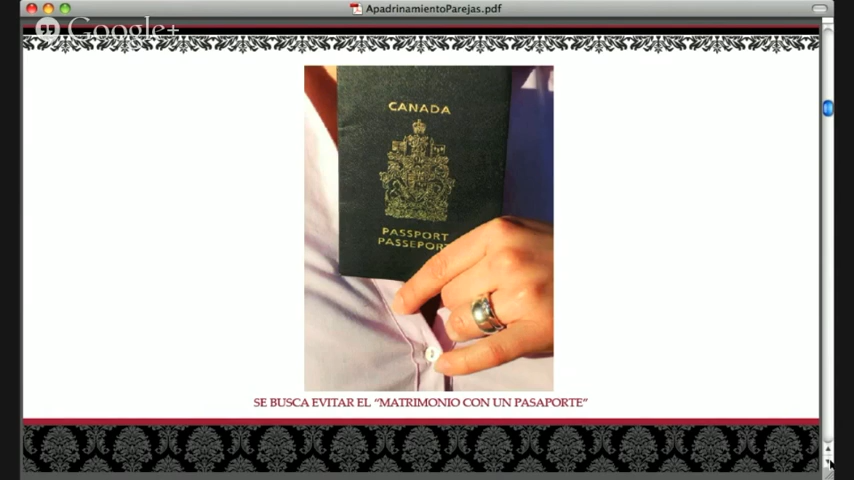 ApadrinamientoParejas.pdf
Google+
CANADA
PASSPORT
PASSEPORT
SE BUSCA EVITAR EL “MATRIMONIO CON UN PASAPORTE”